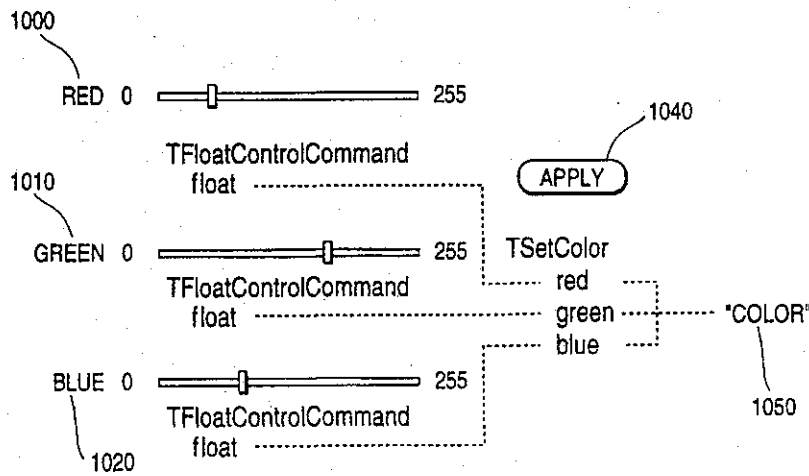 1000
RED 0 255
1040
TFloatControlCommand
float
APPLY
1010
GREEN 0 255
TSetColor
red
TFloatControlCommand
float
green
"COLOR"
blue
1050
BLUE 0 255
TFloatControlCommand
float
1020